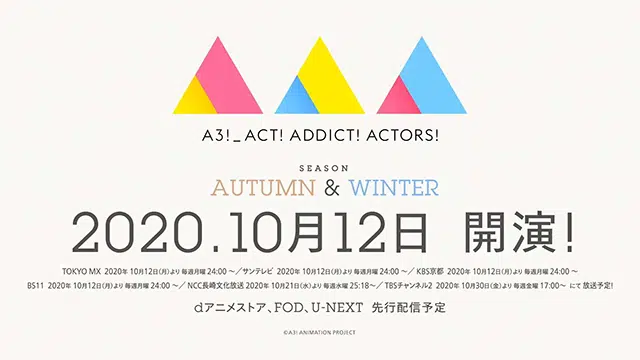 A3!_ACT! ADDICT! ACTORS!
SEASON
AUTUMN & WINTER
2020.10月12日 開演!
TOKYO MX 2020年 10月12日(月)より 毎週月曜 24:00 ~/サンテレビ 2020年 10月12日(月)より 毎週月曜 24:00 ~/ KBS京都 2020年 10月12日(月)より 毎週月曜 24:00 ~
BS11 2020年 10月12日(月)より 毎週月曜 24:00 ~/ NCC長崎文化放送 2020年 10月21日(水)より 毎週水曜 25:18~/ TBSチャンネル2 2020年 10月30日(金)より 毎週金曜 17:00~ にて 放送予定!
dアニメストア、FOD、U-NEXT 先行配信予定
©A3! ANIMATION PROJECT